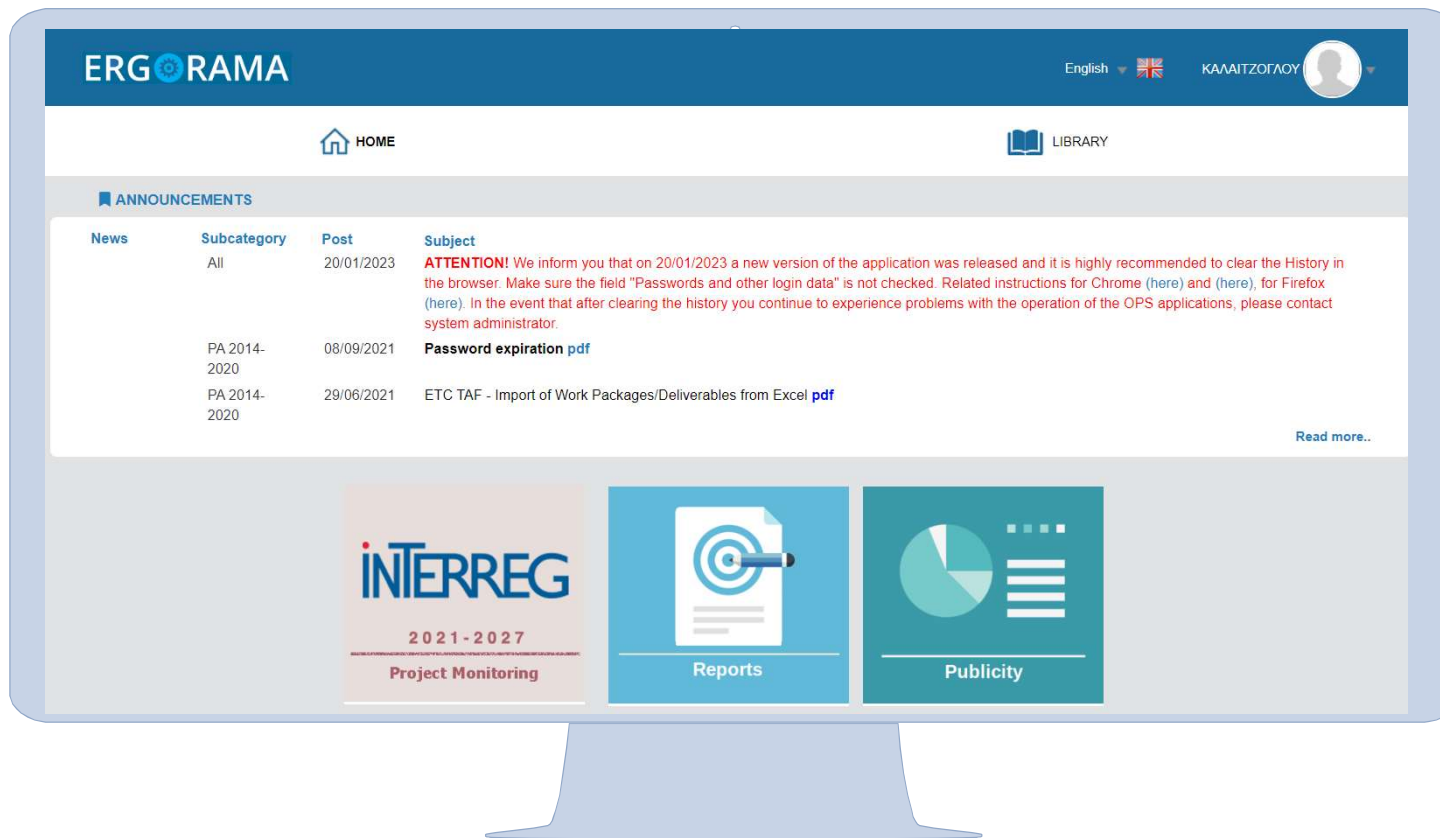 ERGORAMA
English
ΚΑΛΑΙΤΖΟΓΛΟΥ
HOME
LIBRARY
ANNOUNCEMENTS
News Subcategory Post Subject
All 20/01/2023 ATTENTION! We inform you that on 20/01/2023 a new version of the application was released and it is highly recommended to clear the History in
the browser. Make sure the field "Passwords and other login data" is not checked. Related instructions for Chrome (here) and (here), for Firefox
(here). In the event that after clearing the history you continue to experience problems with the operation of the OPS applications, please contact
system administrator.
PA 2014- 08/09/2021 Password expiration pdf
2020
PA 2014- 29/06/2021 ETC TAF - Import of Work Packages/Deliverables from Excel pdf
2020
Read more..
iNTERREG
2021-2027
Project Monitoring
Reports
Publicity